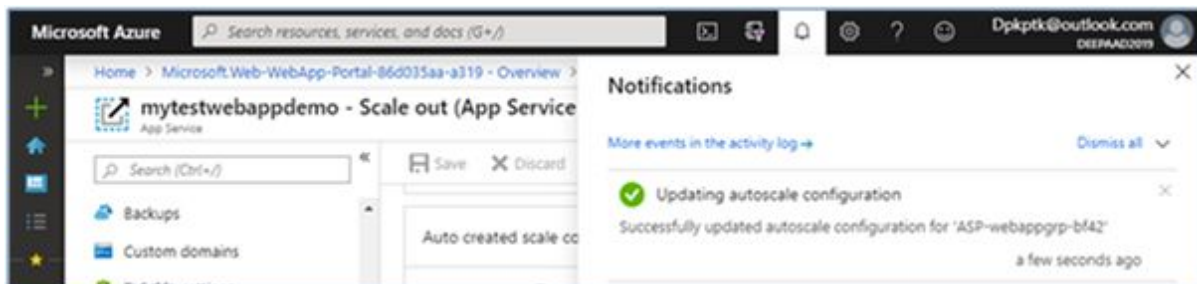 Microsoft Azure
Search resources, services, and docs (G+/)
Dpkptk@outlook.com
DEEPAAD2019
Home > Microsoft.Web-WebApp-Portal-86d035aa-a319 - Overview >
mytestwebappdemo - Scale out (App Service
App Service
Search (Ctrl+/)
Save
Discard
Backups
Custom domains
Auto created scale co
Notifications
More events in the activity log →
Dismiss all
Updating autoscale configuration
Successfully updated autoscale configuration for 'ASP-webappgrp-bf42'
a few seconds ago